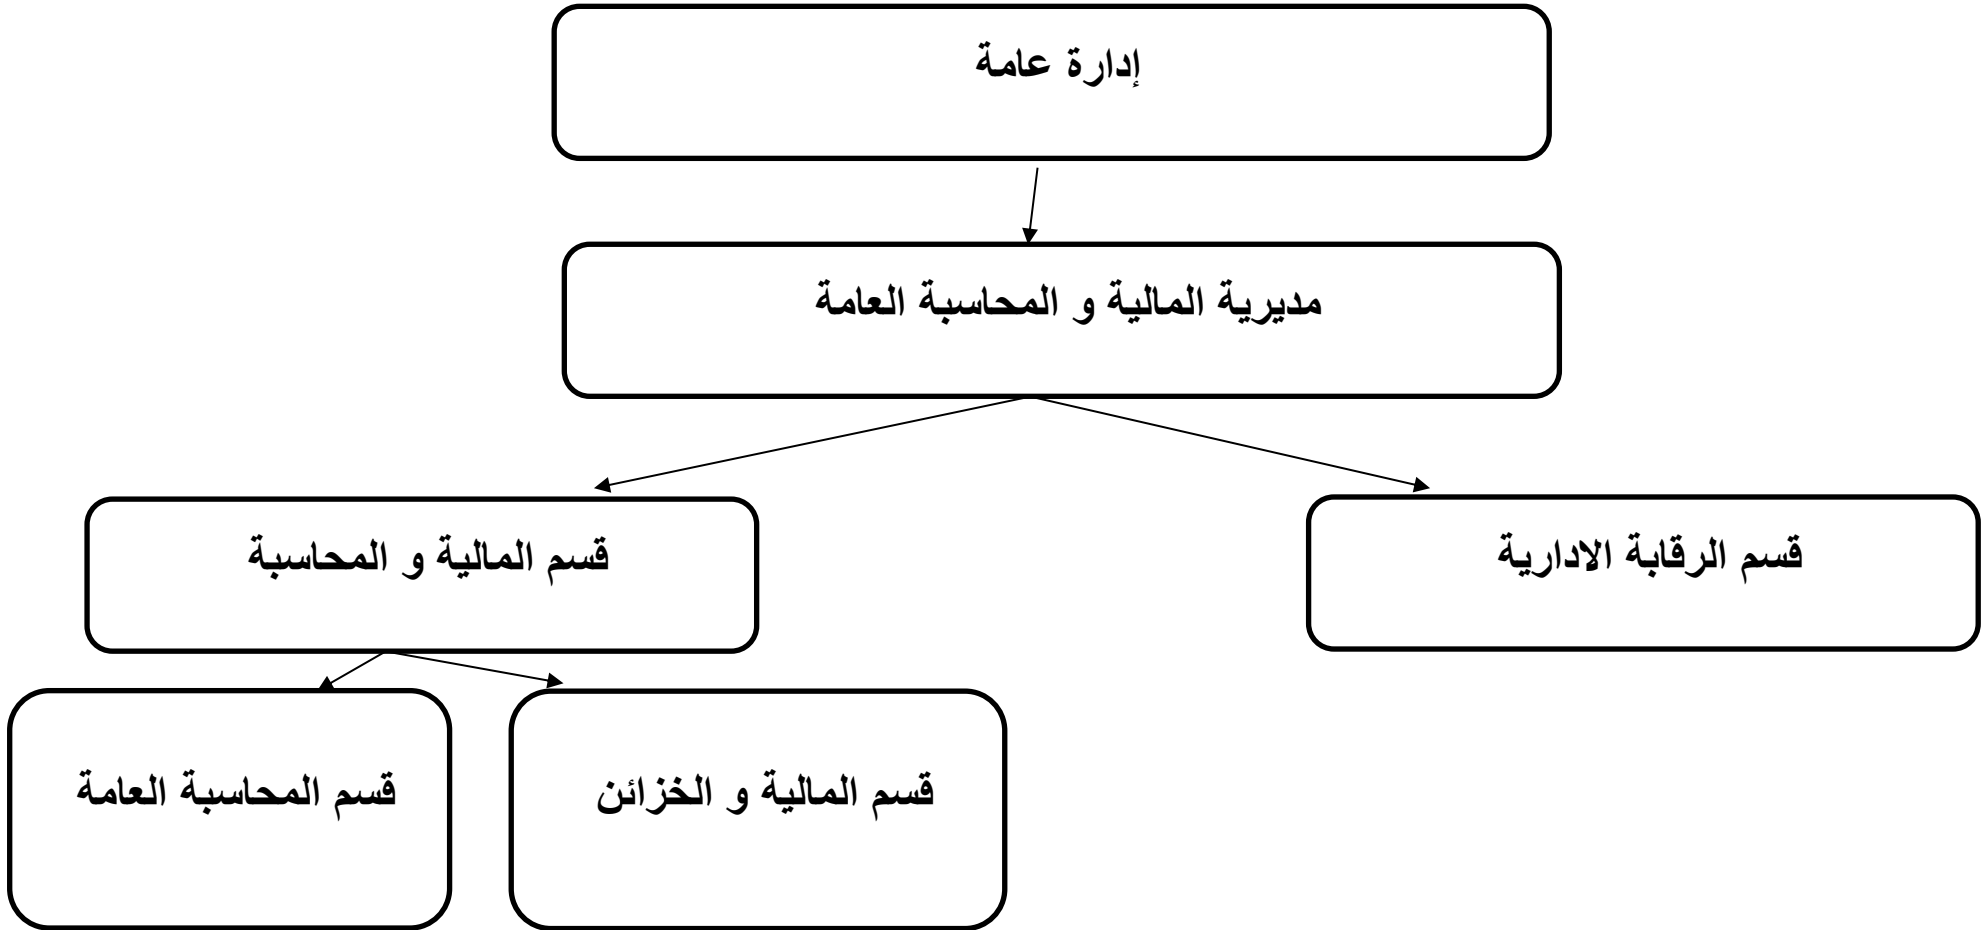 إدارة عامة
مديرية المالية و المحاسبة العامة
قسم الرقابة الادارية
قسم المالية و المحاسبة
قسم المالية و الخزائن
قسم المحاسبة العامة